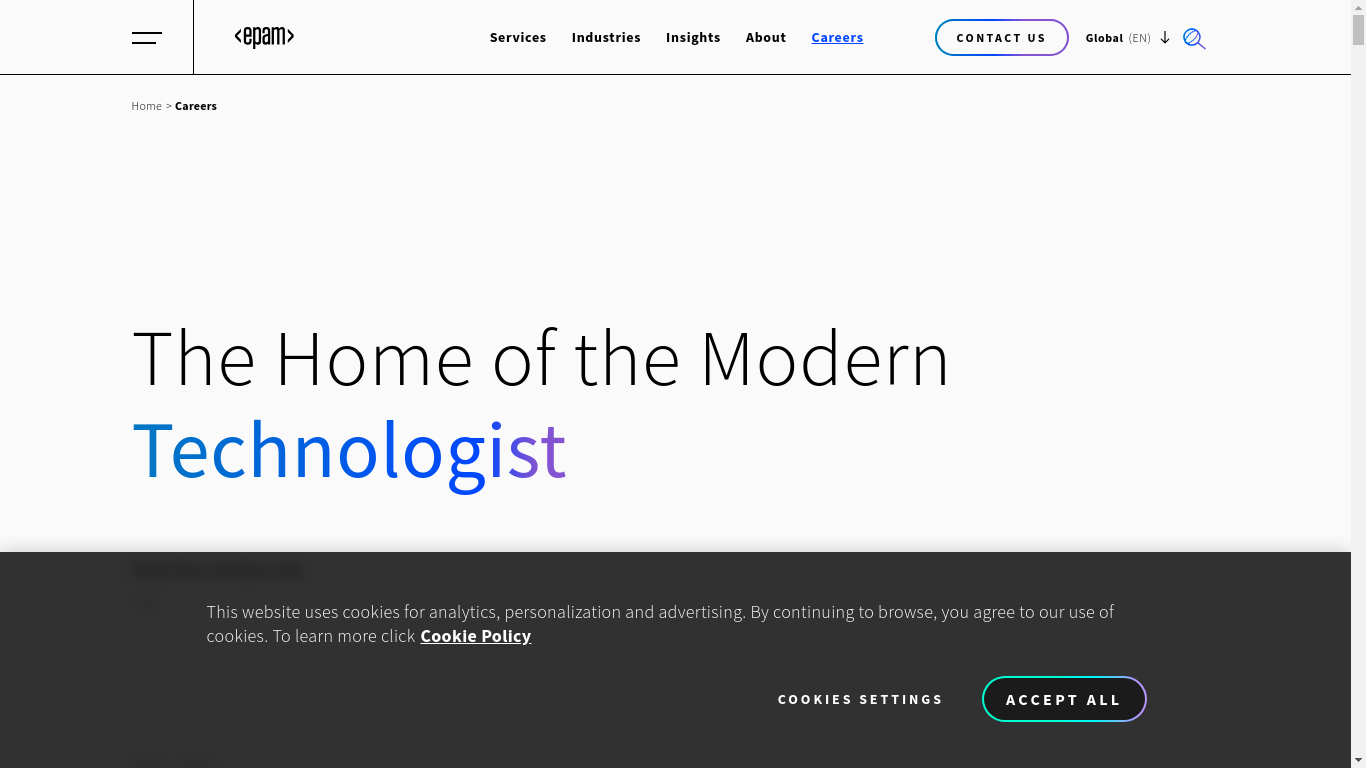 <epam>
Services Industries Insights About Careers
CONTACT US
Global (EN)
Home > Careers
The Home of the Modern
Technologist
This website uses cookies for analytics, personalization and advertising. By continuing to browse, you agree to our use of
cookies. To learn more click Cookie Policy
COOKIES SETTINGS
ACCEPT ALL